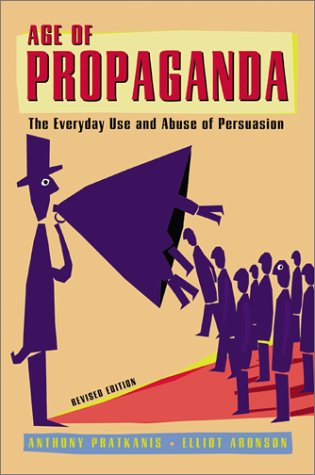 AGE OF
PROPAGANDA
The Everyday Use and Abuse of Persuasion
REVISED EDITION
ANTHONY PRATKANIS • ELLIOT ARONSON